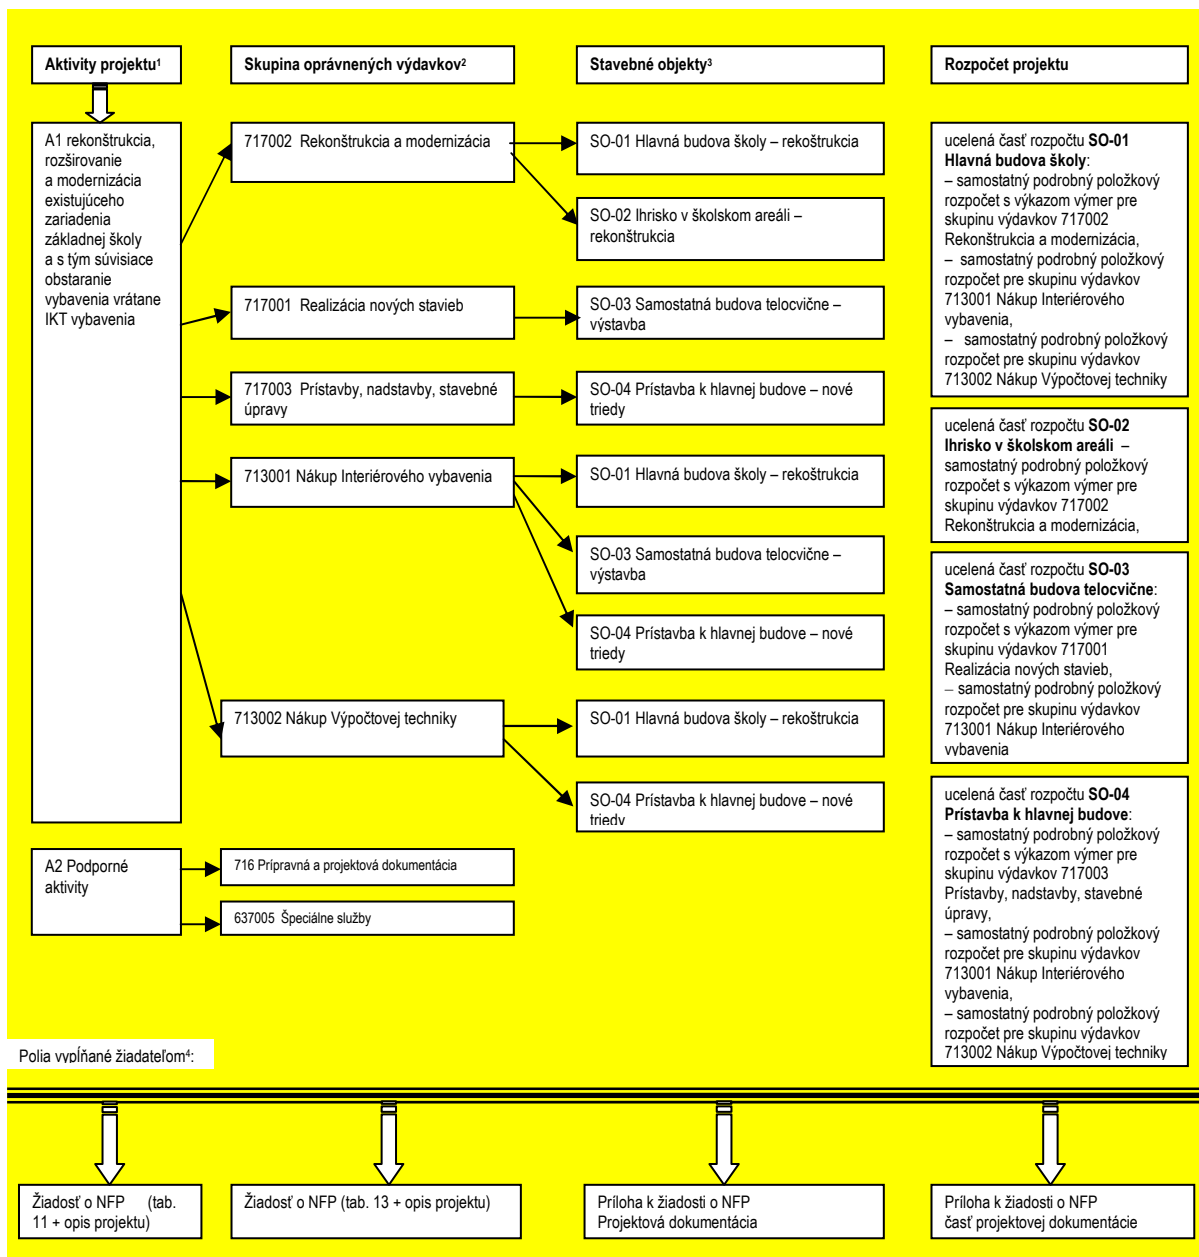 Aktivity projektu¹
Skupina oprávnených výdavkov²
Stavebné objekty³
Rozpočet projektu
A1 rekonštrukcia,
rozširovanie
a modernizácia
existujúceho
zariadenia
základnej školy
a s tým súvisiace
obstaranie
vybavenia vrátane
IKT vybavenia
717002 Rekonštrukcia a modernizácia
717001 Realizácia nových stavieb
717003 Prístavby, nadstavby, stavebné
úpravy
713001 Nákup Interiérového vybavenia
713002 Nákup Výpočtovej techniky
SO-01 Hlavná budova školy – rekoštrukcia
SO-02 Ihrisko v školskom areáli –
rekonštrukcia
SO-03 Samostatná budova telocvične –
výstavba
SO-04 Prístavba k hlavnej budove – nové
triedy
SO-01 Hlavná budova školy – rekoštrukcia
SO-03 Samostatná budova telocvične –
výstavba
SO-04 Prístavba k hlavnej budove – nové
triedy
SO-01 Hlavná budova školy – rekoštrukcia
SO-04 Prístavba k hlavnej budove – nové
triedy
ucelená časť rozpočtu SO-01
Hlavná budova školy:
– samostatný podrobný položkový
rozpočet s výkazom výmer pre
skupinu výdavkov 717002
Rekonštrukcia a modernizácia,
– samostatný podrobný položkový
rozpočet pre skupinu výdavkov
713001 Nákup Interiérového
vybavenia,
– samostatný podrobný položkový
rozpočet pre skupinu výdavkov
713002 Nákup Výpočtovej techniky
ucelená časť rozpočtu SO-02
Ihrisko v školskom areáli –
samostatný podrobný položkový
rozpočet s výkazom výmer pre
skupinu výdavkov 717002
Rekonštrukcia a modernizácia,
ucelená časť rozpočtu SO-03
Samostatná budova telocvične:
– samostatný podrobný položkový
rozpočet s výkazom výmer pre
skupinu výdavkov 717001
Realizácia nových stavieb,
– samostatný podrobný položkový
rozpočet pre skupinu výdavkov
713001 Nákup Interiérového
vybavenia
ucelená časť rozpočtu SO-04
Prístavba k hlavnej budove:
– samostatný podrobný položkový
rozpočet s výkazom výmer pre
skupinu výdavkov 717003
Prístavby, nadstavby, stavebné
úpravy,
– samostatný podrobný položkový
rozpočet pre skupinu výdavkov
713001 Nákup Interiérového
vybavenia,
– samostatný podrobný položkový
rozpočet pre skupinu výdavkov
713002 Nákup Výpočtovej techniky
A2 Podporné
aktivity
716 Prípravná a projektová dokumentácia
637005 Špeciálne služby
Polia vypĺňané žiadateľom⁴:
Žiadosť o NFP (tab.
11 + opis projektu)
Žiadosť o NFP (tab. 13 + opis projektu)
Príloha k žiadosti o NFP
Projektová dokumentácia
Príloha k žiadosti o NFP
časť projektovej dokumentácie